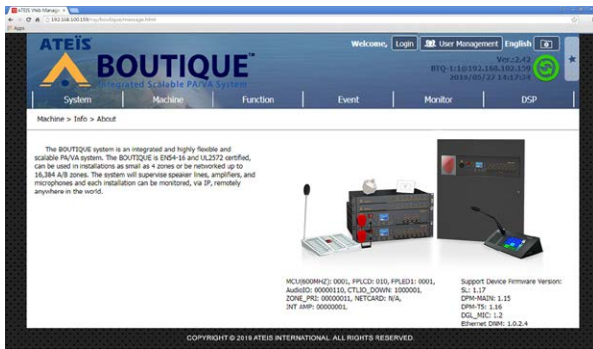 ATEIS Web Manage
192.168.100.158/ny/boutique/message.html
Apps
ATEÏS
BOUTIQUE™
Integrated Scalable PA/VA System
Welcome, Login User Management English
Ver.:2.42
BTQ-1:1@192.168.102.159
2019/05/27 14:17:34
System Machine Function Event Monitor DSP
Machine > Info > About
The BOUTIQUE system is an integrated and highly flexible and
scalable PA/VA system. The BOUTIQUE is EN54-16 and UL2572 certified,
can be used in installations as small as 4 zones or be networked up to
16,384 A/B zones. The system will supervise speaker lines, amplifiers, and
microphones and each installation can be monitored, via IP, remotely
anywhere in the world.
MCU(600MHZ): 0001, FPLCD: 010, FPLED1: 0001,
AudioIO: 00000110, CTLIO_DOWN: 1000001,
ZONE_PRI: 00000011, NETCARD: N/A,
INT AMP: 00000001,
Support Device Firmware Version:
SL: 1.17
DPM-MAIN: 1.15
DPM-TS: 1.16
DGL_MIC: 1.2
Ethernet DNM: 1.0.2.4
COPYRIGHT © 2019 ATEIS INTERNATIONAL. ALL RIGHTS RESERVED